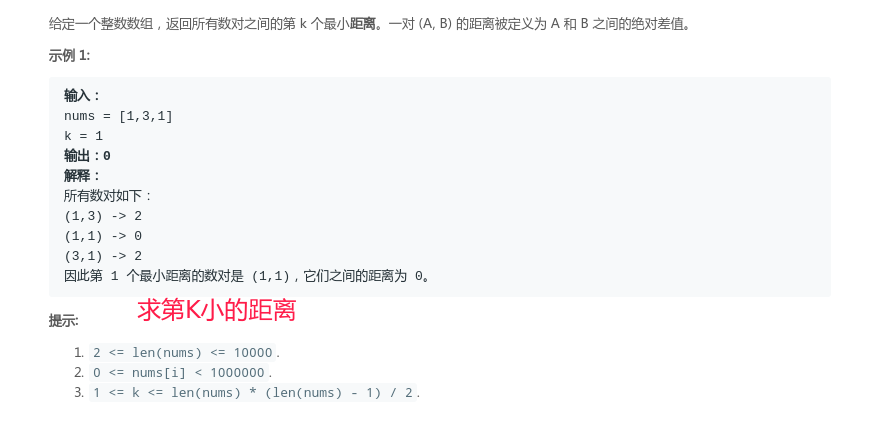 给定一个整数数组，返回所有数对之间的第 k 个最小距离。一对 (A, B) 的距离被定义为 A 和 B 之间的绝对差值。
示例 1:
输入：
nums = [1,3,1]
k = 1
输出：0
解释：
所有数对如下：
(1,3) -> 2
(1,1) -> 0
(3,1) -> 2
因此第 1 个最小距离的数对是 (1,1)，它们之间的距离为 0。
求第K小的距离
提示:
1. 2 <= len(nums) <= 10000.
2. 0 <= nums[i] < 1000000.
3. 1 <= k <= len(nums) * (len(nums) - 1) / 2.